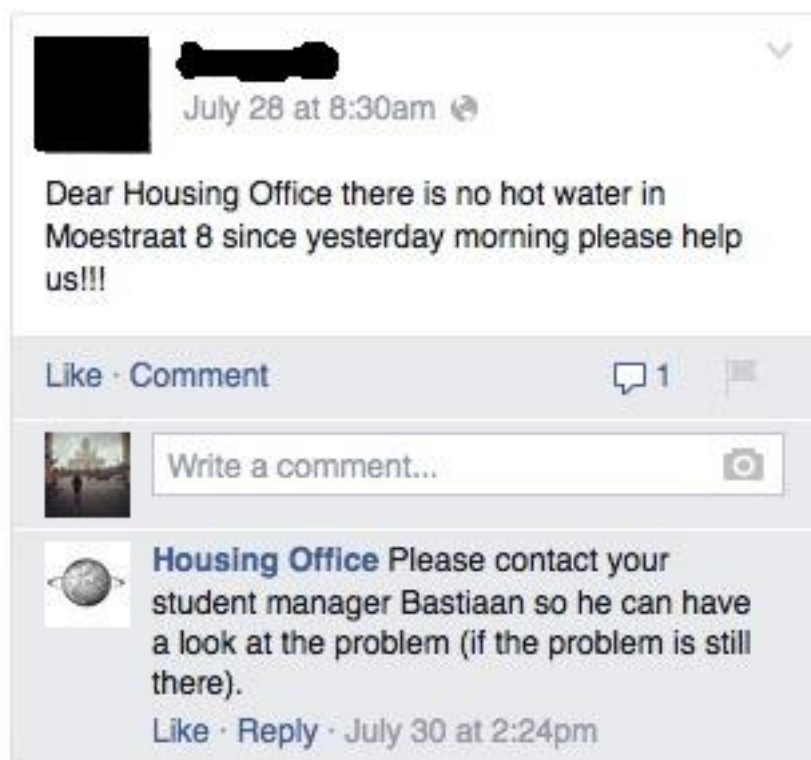 July 28 at 8:30am
Dear Housing Office there is no hot water in
Moestraat 8 since yesterday morning please help
us!!!
Like · Comment 1
Write a comment...
Housing Office Please contact your
student manager Bastiaan so he can have
a look at the problem (if the problem is still
there).
Like · Reply · July 30 at 2:24pm